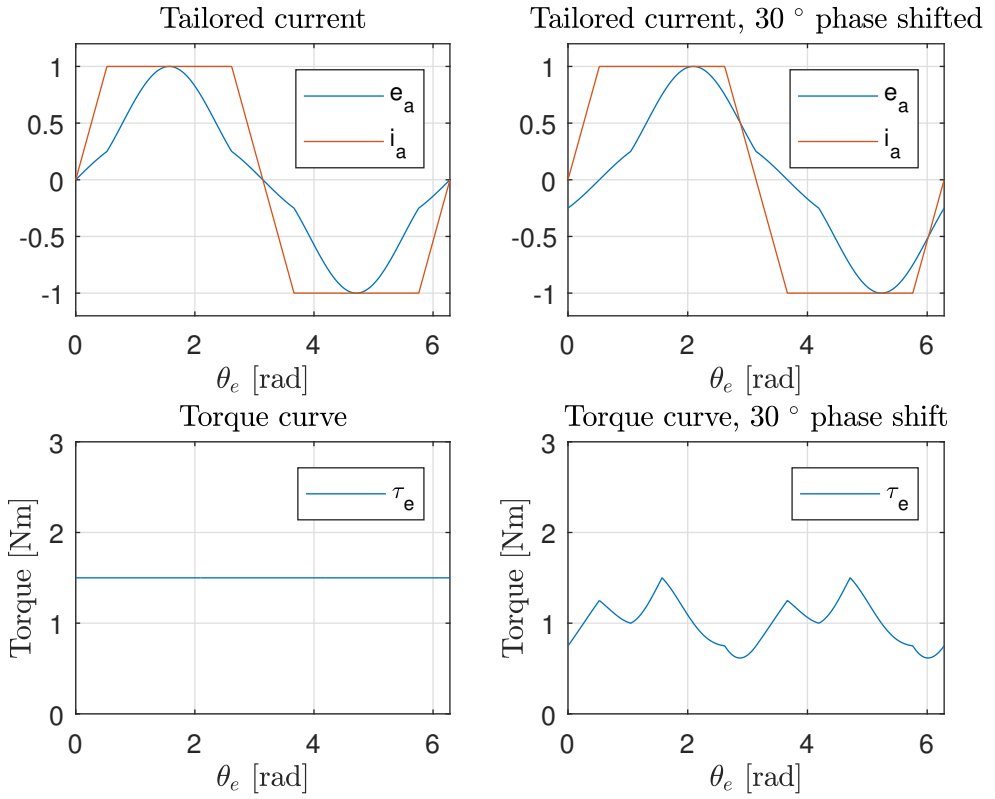 Tailored current
1
0.5
0
-0.5
-1
e_a
i_a
0 2 4 6
θ_e [rad]
Tailored current, 30 ° phase shifted
1
0.5
0
-0.5
-1
e_a
i_a
0 2 4 6
θ_e [rad]
Torque curve
Torque [Nm]
3
2
1
0
τ_e
0 2 4 6
θ_e [rad]
Torque curve, 30 ° phase shift
Torque [Nm]
3
2
1
0
τ_e
0 2 4 6
θ_e [rad]